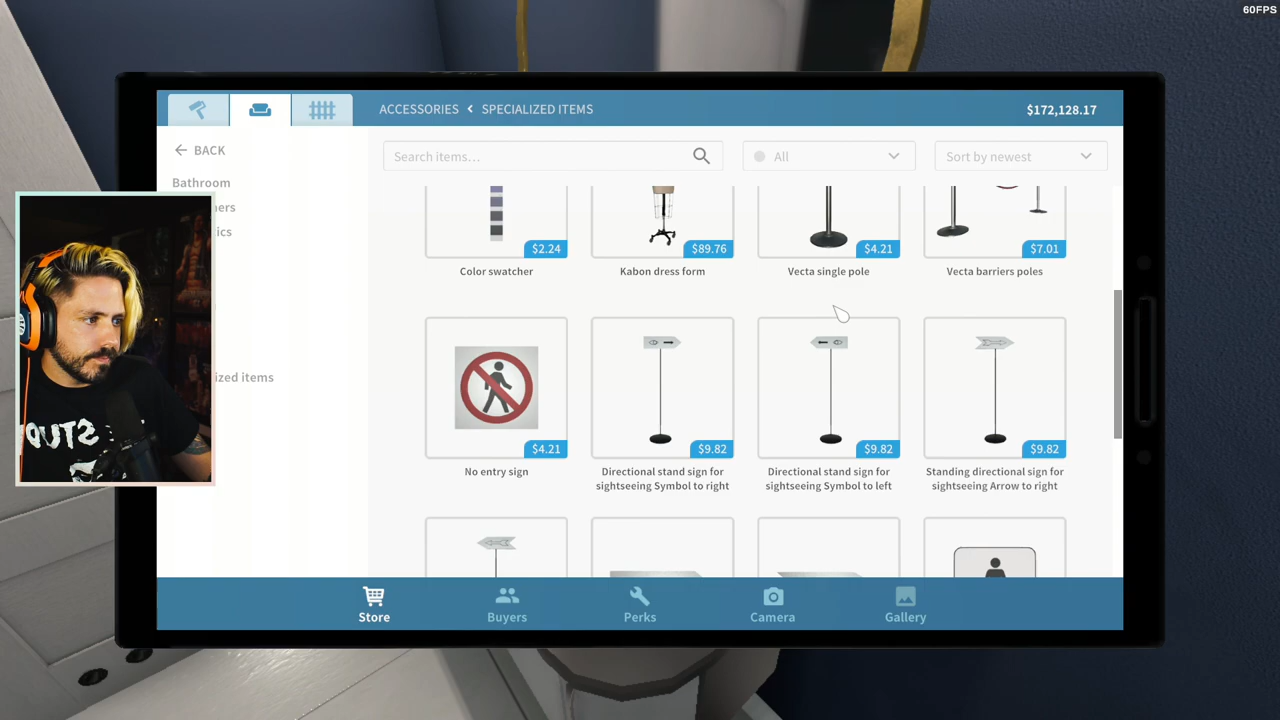 60FPS
ACCESSORIES < SPECIALIZED ITEMS
$172,128.17
BACK
Search items...
All
Sort by newest
Bathroom
$2.24
$89.76
$4.21
$7.01
Color swatcher
Kabon dress form
Vecta single pole
Vecta barriers poles
ized items
$4.21
$9.82
$9.82
$9.82
No entry sign
Directional stand sign for
sightseeing Symbol to right
Directional stand sign for
sightseeing Symbol to left
Standing directional sign for
sightseeing Arrow to right
Store
Buyers
Perks
Camera
Gallery